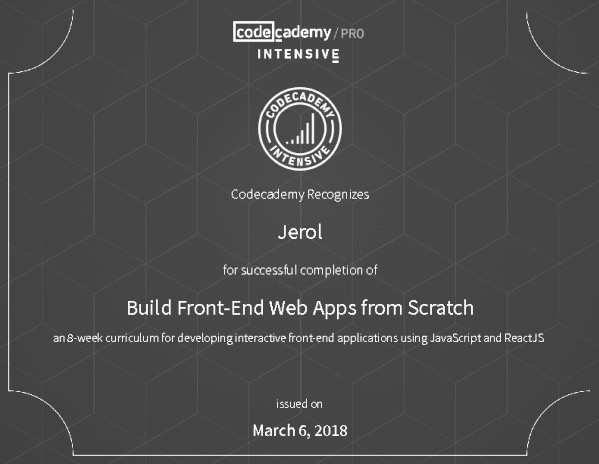 codecademy/PRO
INTENSIVE
CODECADEMY
INTENSIVE
Codecademy Recognizes
Jerol
for successful completion of
Build Front-End Web Apps from Scratch
an 8-week curriculum for developing interactive front-end applications using JavaScript and ReactJS
issued on
March 6, 2018